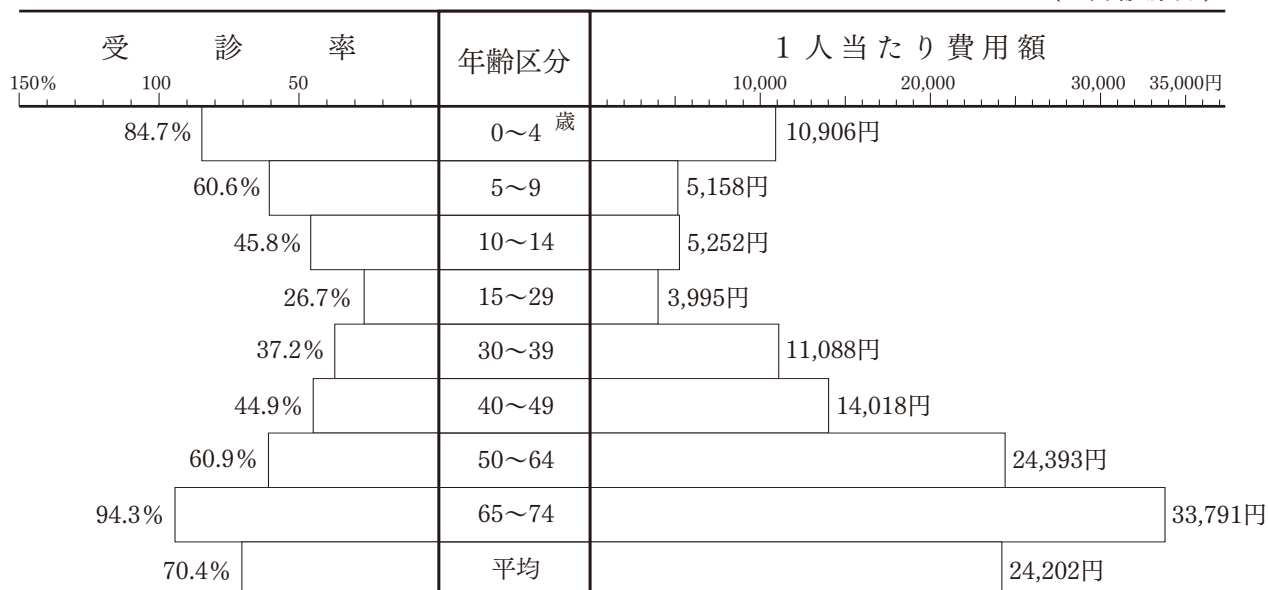 受診率 年齢区分 1人当たり費用額
150% 100 50 10,000 20,000 30,000 35,000円
84.7% 0〜4歳 10,906円
60.6% 5〜9 5,158円
45.8% 10〜14 5,252円
26.7% 15〜29 3,995円
37.2% 30〜39 11,088円
44.9% 40〜49 14,018円
60.9% 50〜64 24,393円
94.3% 65〜74 33,791円
70.4% 平均 24,202円